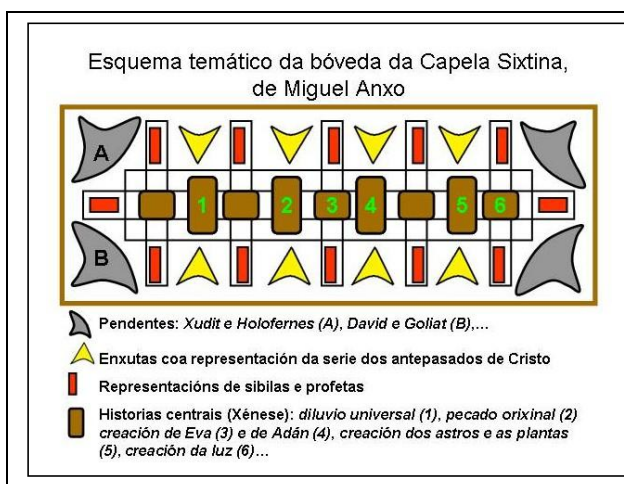 Esquema temático da bóveda da Capela Sixtina,
de Miguel Anxo
A
1 2 3 4 5 6
B
Pendentes: Xudit e Holofernes (A), David e Goliat (B),...
Enxutas coa representación da serie dos antepasados de Cristo
Representacións de sibilas e profetas
Historias centrais (Xénese): diluvio universal (1), pecado orixinal (2)
creación de Eva (3) e de Adán (4), creación dos astros e as plantas
(5), creación da luz (6)...